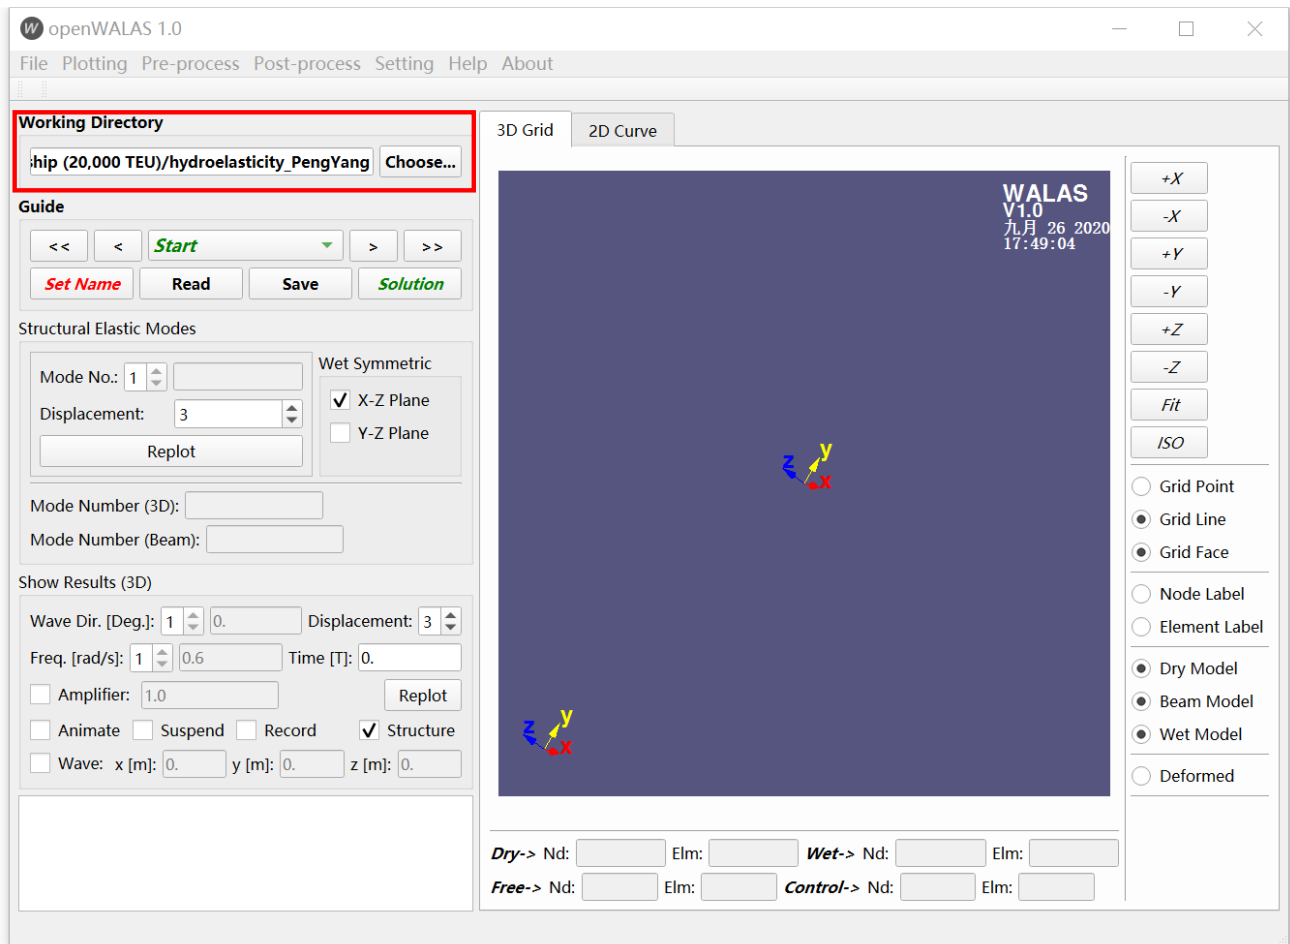 W openWALAS 1.0
File Plotting Pre-process Post-process Setting Help About
Working Directory
ship (20,000 TEU)/hydroelasticity_PengYang Choose...
Guide
<< < Start > >>
Set Name Read Save Solution
Structural Elastic Modes
Mode No.: 1
Displacement: 3
Replot
Wet Symmetric
X-Z Plane
Y-Z Plane
Mode Number (3D):
Mode Number (Beam):
Show Results (3D)
Wave Dir. [Deg.]: 1 0. Displacement: 3
Freq. [rad/s]: 1 0.6 Time [T]: 0.
Amplifier: 1.0 Replot
Animate Suspend Record Structure
Wave: x [m]: 0. y [m]: 0. z [m]: 0.
3D Grid 2D Curve
WALAS
V1.0
九月 26 2020
17:49:04
z y x
z y x
+X
-X
+Y
-Y
+Z
-Z
Fit
ISO
Grid Point
Grid Line
Grid Face
Node Label
Element Label
Dry Model
Beam Model
Wet Model
Deformed
Dry-> Nd: Elm: Wet-> Nd: Elm:
Free-> Nd: Elm: Control-> Nd: Elm: